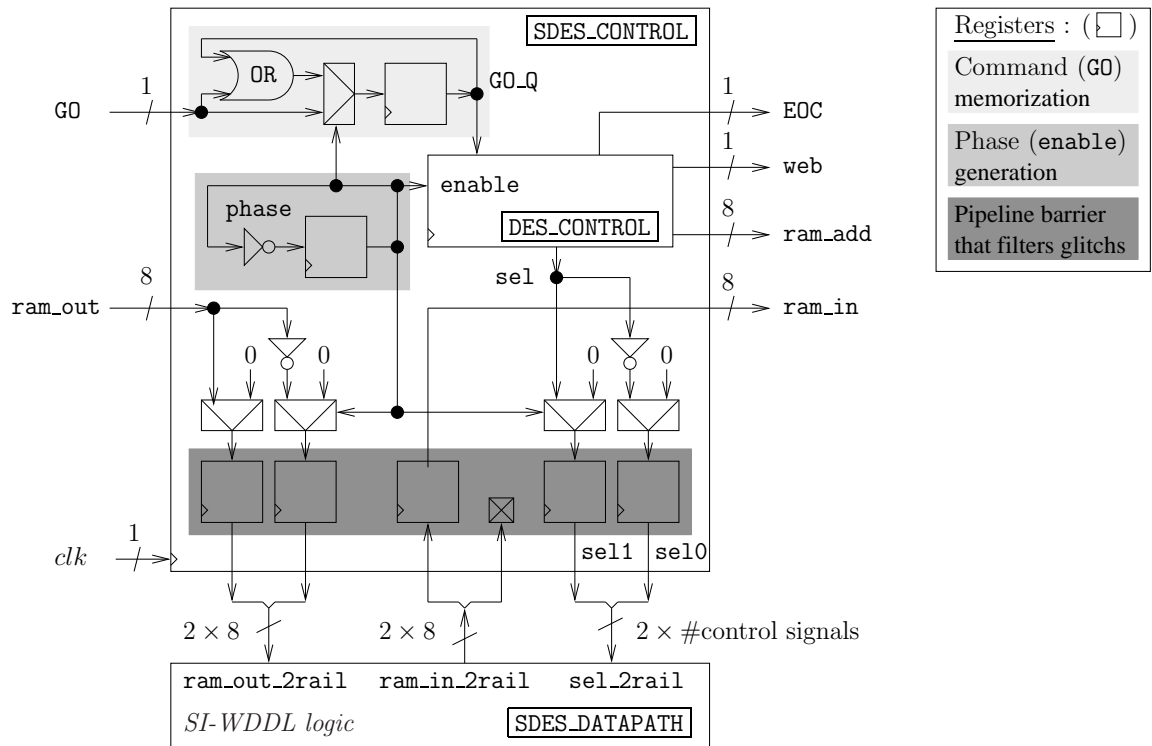 SDES_CONTROL
OR
GO_Q
1
GO
1
EOC
1
web
enable
phase
8
ram_add
DES_CONTROL
sel
8
ram_out
8
ram_in
0
0
0
0
1
clk
sel1
sel0
2 × 8
2 × 8
2 × #control signals
ram_out_2rail
ram_in_2rail
sel_2rail
SI-WDDL logic
SDES_DATAPATH
Registers : ( )
Command (GO)
memorization
Phase (enable)
generation
Pipeline barrier
that filters glitchs